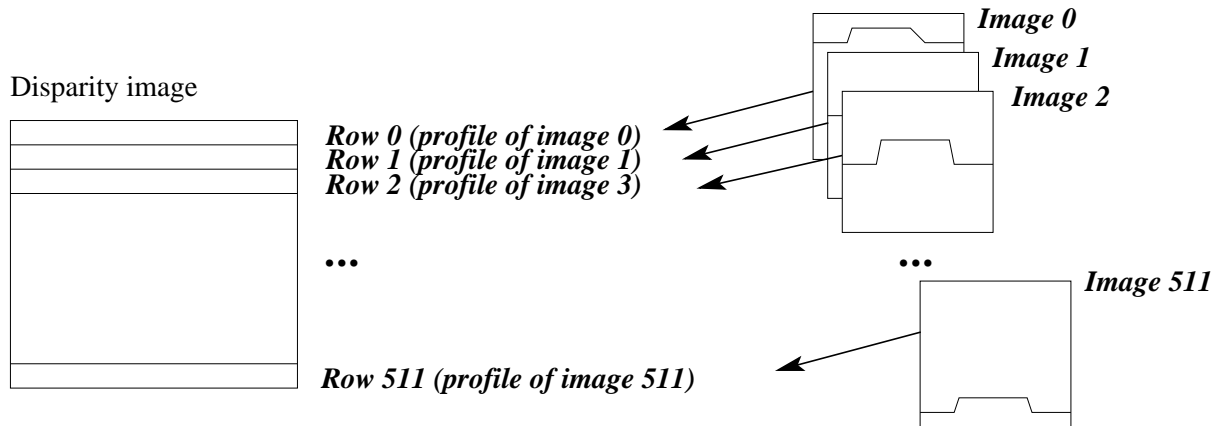 Image 0
Image 1
Disparity image
Image 2
Row 0 (profile of image 0)
Row 1 (profile of image 1)
Row 2 (profile of image 3)
...
...
Image 511
Row 511 (profile of image 511)